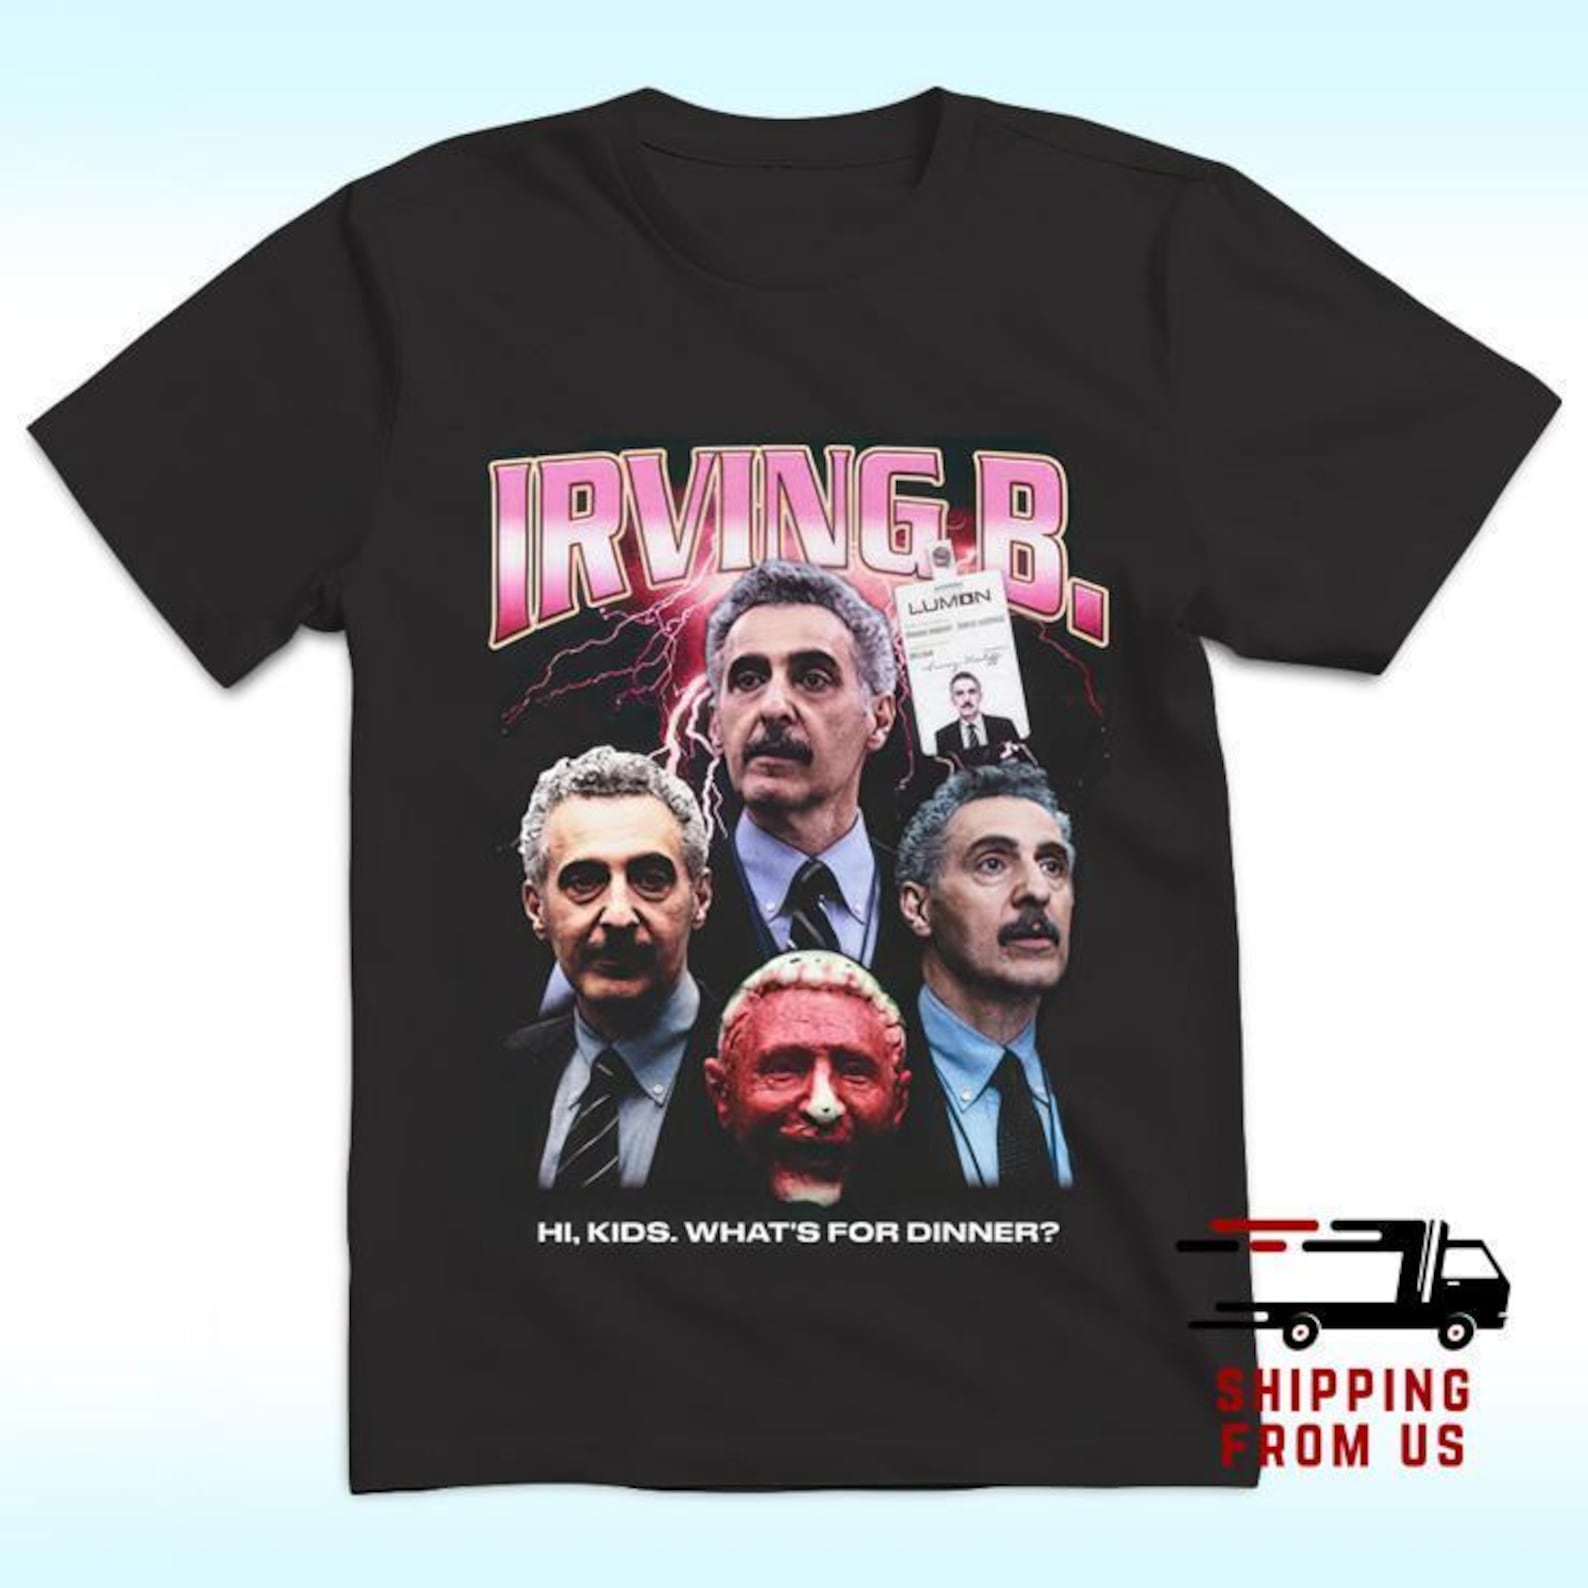 IRVING B.
LUMON
HI, KIDS. WHAT'S FOR DINNER?
SHIPPING
FROM US